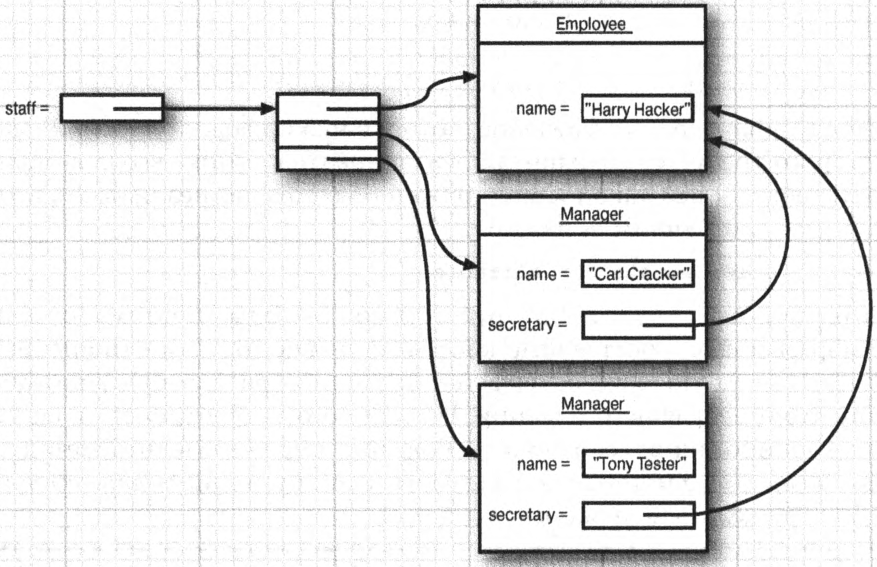 Employee
staff =
name = "Harry Hacker"
Manager
name = "Carl Cracker"
secretary =
Manager
name = "Tony Tester"
secretary =